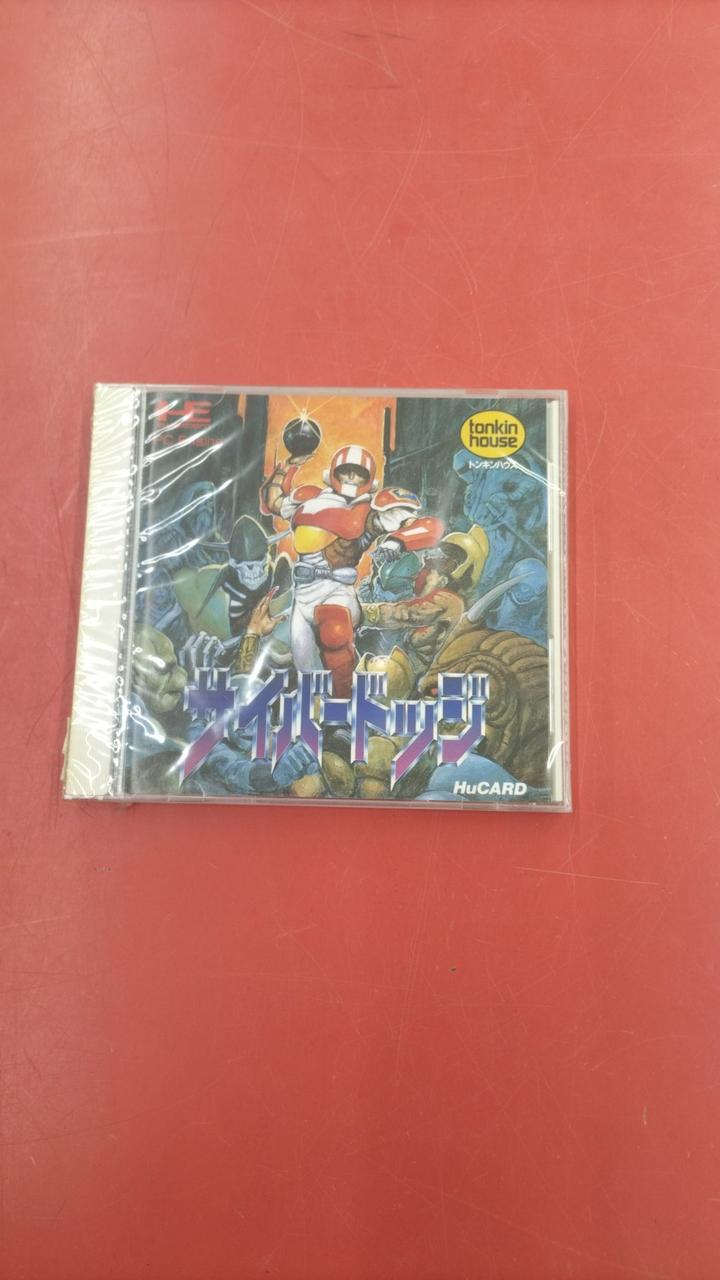 HE
PC Engine
tonkin
house
トンキンハウス
サイバードッジ
HuCARD